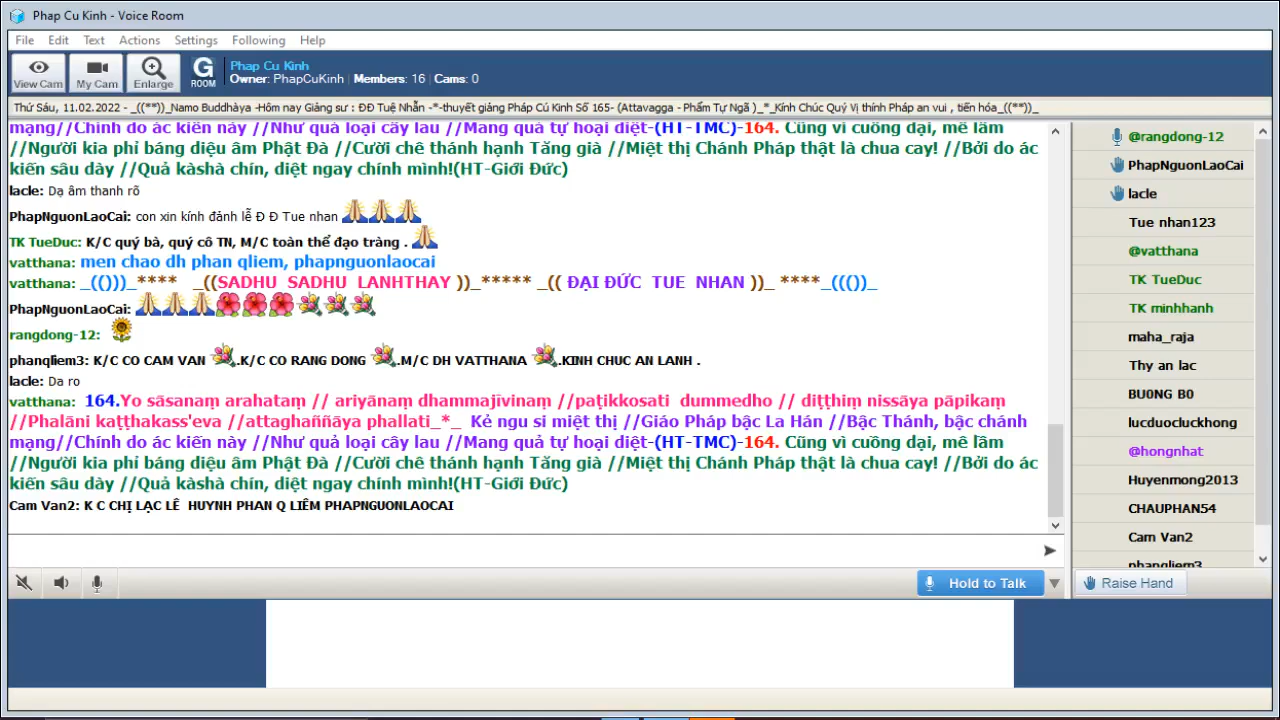 Phap Cu Kinh - Voice Room
File Edit Text Actions Settings Following Help
View Cam My Cam Enlarge G ROOM
Phap Cu Kinh
Owner: PhapCuKinh | Members: 16 | Cams: 0
Thứ Sáu, 11.02.2022 - _((**))_Namo Buddhàya -Hôm nay Giảng sư : ĐĐ Tuệ Nhẫn -*-thuyết giảng Pháp Cú Kinh Số 165- (Attavagga - Phẩm Tự Ngã )_*_Kính Chúc Quý Vị thính Pháp an vui , tiến hóa_((**))_
mạng//Chính do ác kiến này //Như quả loại cây lau //Mang quả tự hoại diệt-(HT-TMC)-164. Cũng vì cuồng dại, mê lầm
//Người kia phỉ báng diệu âm Phật Đà //Cười chê thánh hạnh Tăng già //Miệt thị Chánh Pháp thật là chua cay! //Bởi do ác
kiến sâu dày //Quả kàshà chín, diệt ngay chính mình!(HT-Giới Đức)
lacle: Dạ âm thanh rõ
PhapNguonLaoCai: con xin kính đảnh lễ Đ Đ Tue nhan
TK TueDuc: K/C quý bà, quý cô TN, M/C toàn thể đạo tràng .
vatthana: men chao dh phan qliem, phapnguonlaocai
vatthana: _(()))_**** _((SADHU SADHU LANHTHAY ))_***** _(( ĐẠI ĐỨC TUE NHAN ))_ ****_((())_
PhapNguonLaoCai:
rangdong-12:
phanqliem3: K/C CO CAM VAN .K/C CO RANG DONG .M/C DH VATTHANA .KINH CHUC AN LANH .
lacle: Da ro
vatthana: 164.Yo sāsanaṃ arahataṃ // ariyānaṃ dhammajīvinaṃ //paṭikkosati dummedho // diṭṭhiṃ nissāya pāpikaṃ
//Phalāni kaṭṭhakass'eva //attaghaññāya phallati_*_ Kẻ ngu si miệt thị //Giáo Pháp bậc La Hán //Bậc Thánh, bậc chánh
mạng//Chính do ác kiến này //Như quả loại cây lau //Mang quả tự hoại diệt-(HT-TMC)-164. Cũng vì cuồng dại, mê lầm
//Người kia phỉ báng diệu âm Phật Đà //Cười chê thánh hạnh Tăng già //Miệt thị Chánh Pháp thật là chua cay! //Bởi do ác
kiến sâu dày //Quả kàshà chín, diệt ngay chính mình!(HT-Giới Đức)
Cam Van2: K C CHỊ LẠC LÊ HUYNH PHAN Q LIÊM PHAPNGUONLAOCAI
@rangdong-12
PhapNguonLaoCai
lacle
Tue nhan123
@vatthana
TK TueDuc
TK minhhanh
maha_raja
Thy an lac
BU0NG B0
lucduocluckhong
@hongnhat
Huyenmong2013
CHAUPHAN54
Cam Van2
phanqliem3
Hold to Talk
Raise Hand